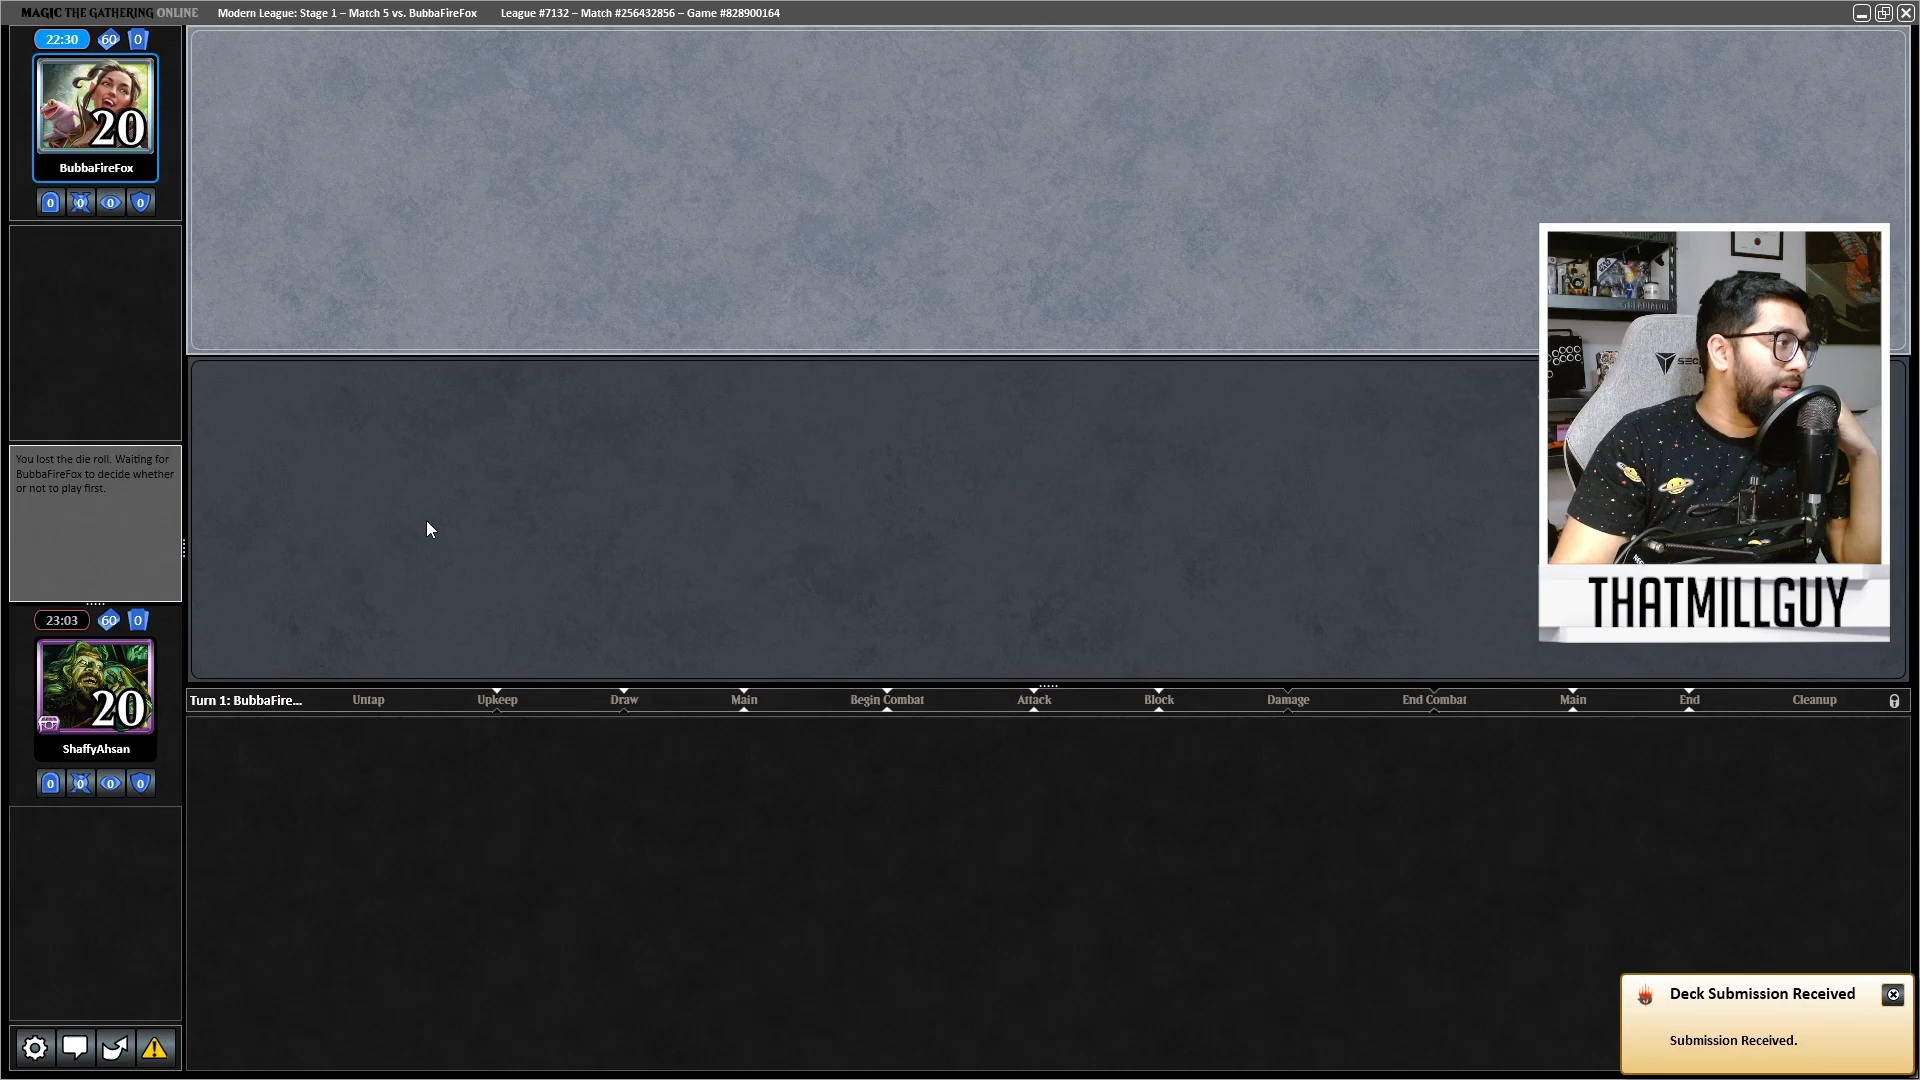 MAGIC THE GATHERING ONLINE
Modern League: Stage 1 – Match 5 vs. BubbaFireFox
League #7132 – Match #256432856 – Game #828900164
22:30
60
0
20
BubbaFireFox
0
0
0
0
You lost the die roll. Waiting for
BubbaFireFox to decide whether
or not to play first.
23:03
60
0
20
ShaffyAhsan
0
0
0
0
THATMILLGUY
Turn 1: BubbaFire...
Untap
Upkeep
Draw
Main
Begin Combat
Attack
Block
Damage
End Combat
Main
End
Cleanup
Deck Submission Received
Submission Received.